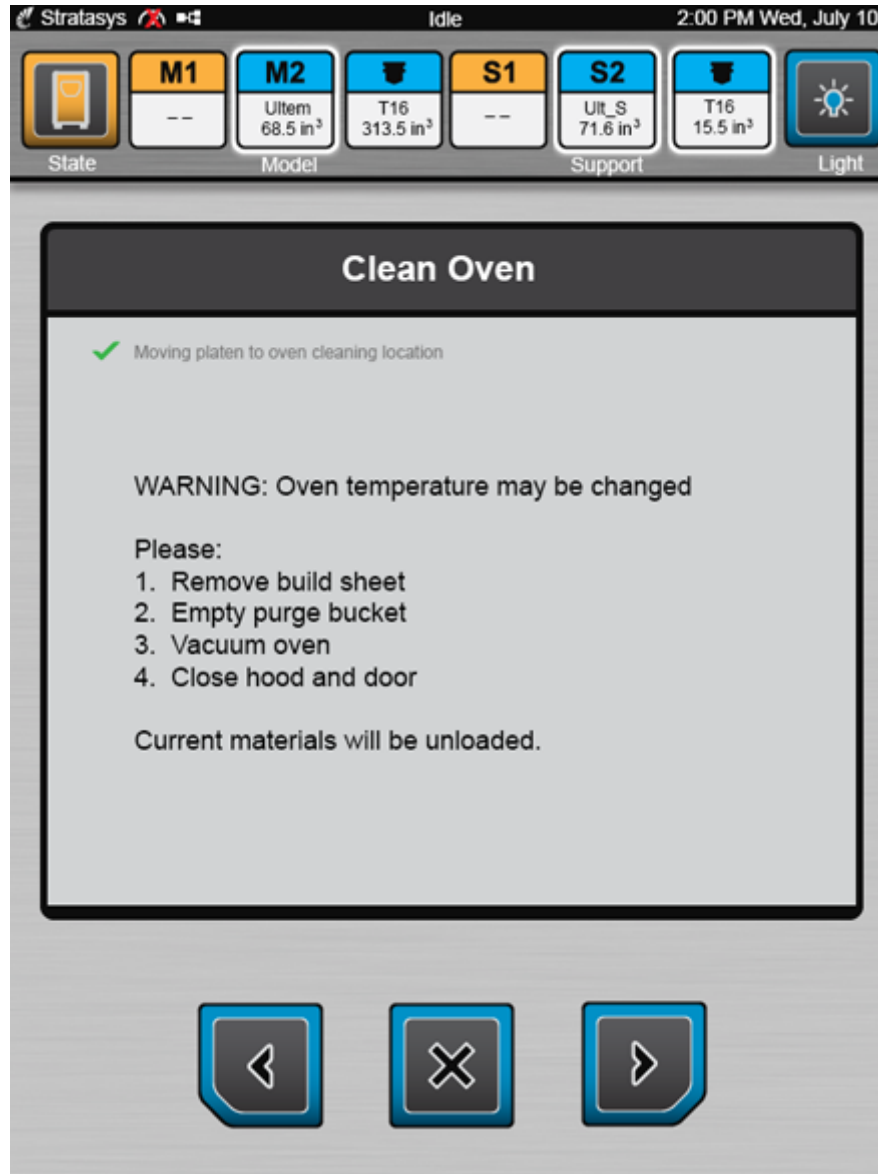 Stratasys Idle 2:00 PM Wed, July 10
M1 M2 S1 S2
-- Ultem T16 -- Ult_S T16
68.5 in³ 313.5 in³ 71.6 in³ 15.5 in³
State Model Support Light
Clean Oven
Moving platen to oven cleaning location
WARNING: Oven temperature may be changed
Please:
1. Remove build sheet
2. Empty purge bucket
3. Vacuum oven
4. Close hood and door
Current materials will be unloaded.